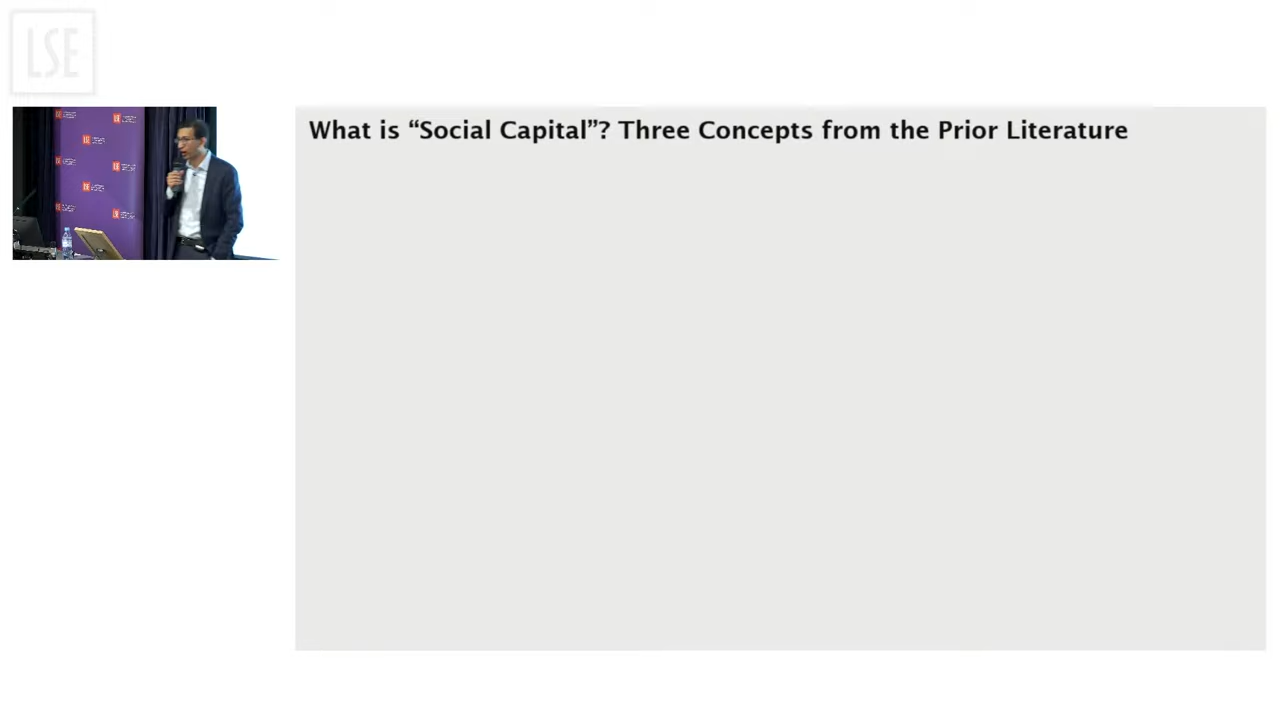 LSE
What is “Social Capital”? Three Concepts from the Prior Literature